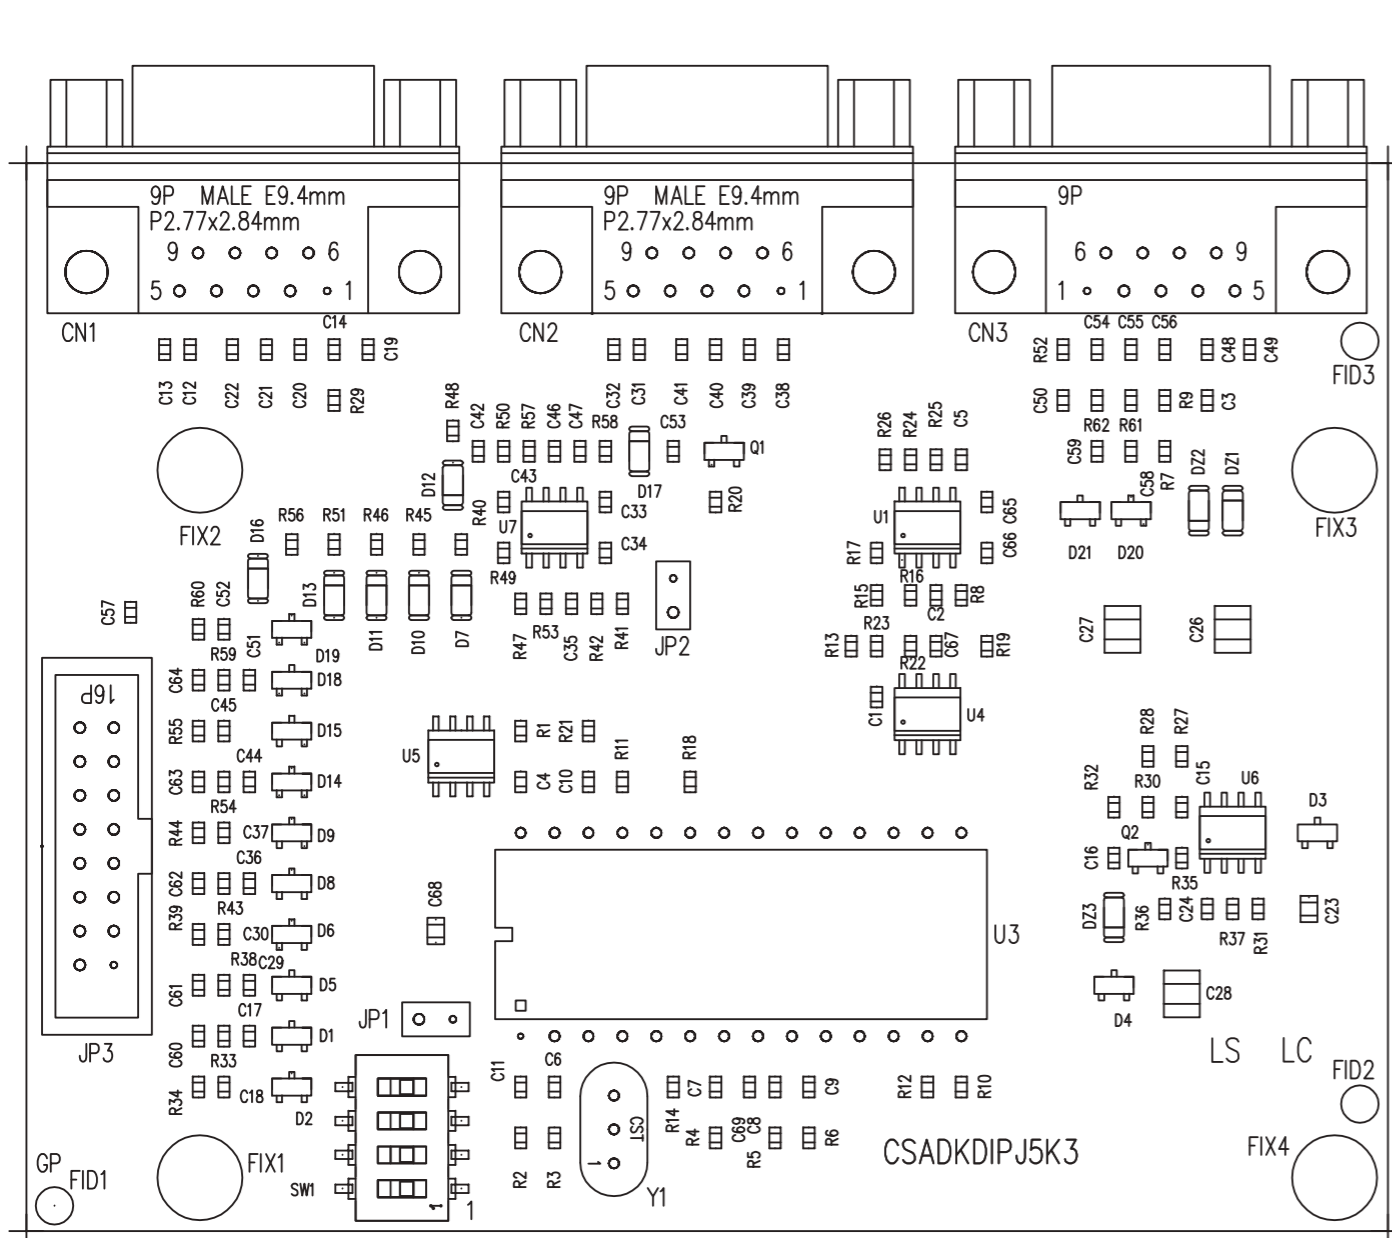 9P MALE E9.4mm
P2.77x2.84mm
9 6
5 1
CN1
9P MALE E9.4mm
P2.77x2.84mm
9 6
5 1
CN2
9P
6 9
1 5
CN3
C14
C19
C13 C12 C22 C21 C20
R29
C32 C31 C41 C40 C39 C38
C54 C55 C56
R52
C48 C49
FID3
C50
R9 C3
R62 R61
C59
C58
R7
DZ2 DZ1
FIX3
R48
C42 R50 R57 C46 C47 R58
C53
Q1
D12
C43
D17
R40
U7
C33
R20
C34
R49
R26 R24 R25 C5
U1
C65
C66
R17
R16
R15
C2
R8
R23
R13
C67
R19
R22
C1
U4
D21 D20
C27 C26
FIX2
D16
R56 R51 R46 R45
D13
D11 D10 D7
R47 R53 C35 R42 R41
JP2
C57
R60 C52
C51
R59
D19
C64
D18
C45
R55
D15
C44
C63
D14
R54
R44
C37
D9
C36
C62
D8
R39
R43
C30
D6
R38
C29
C61
D5
C17
C60
R33
D1
R34
C18
D2
16P
JP3
U5
R1 R21
R11
R18
C4 C10
C68
U3
JP1
R28 R27
R32
R30
C15
U6
D3
Q2
C16
R35
DZ3
R36
C24
R37
R31
C23
D4
C28
LS LC
FID2
C11
C6
CST
1
Y1
R2 R3
R14
C7
R4
C69
C8
R5
C9
R6
R12 R10
CSADKDIPJ5K3
FIX4
GP
FID1
FIX1
SW1
1
1